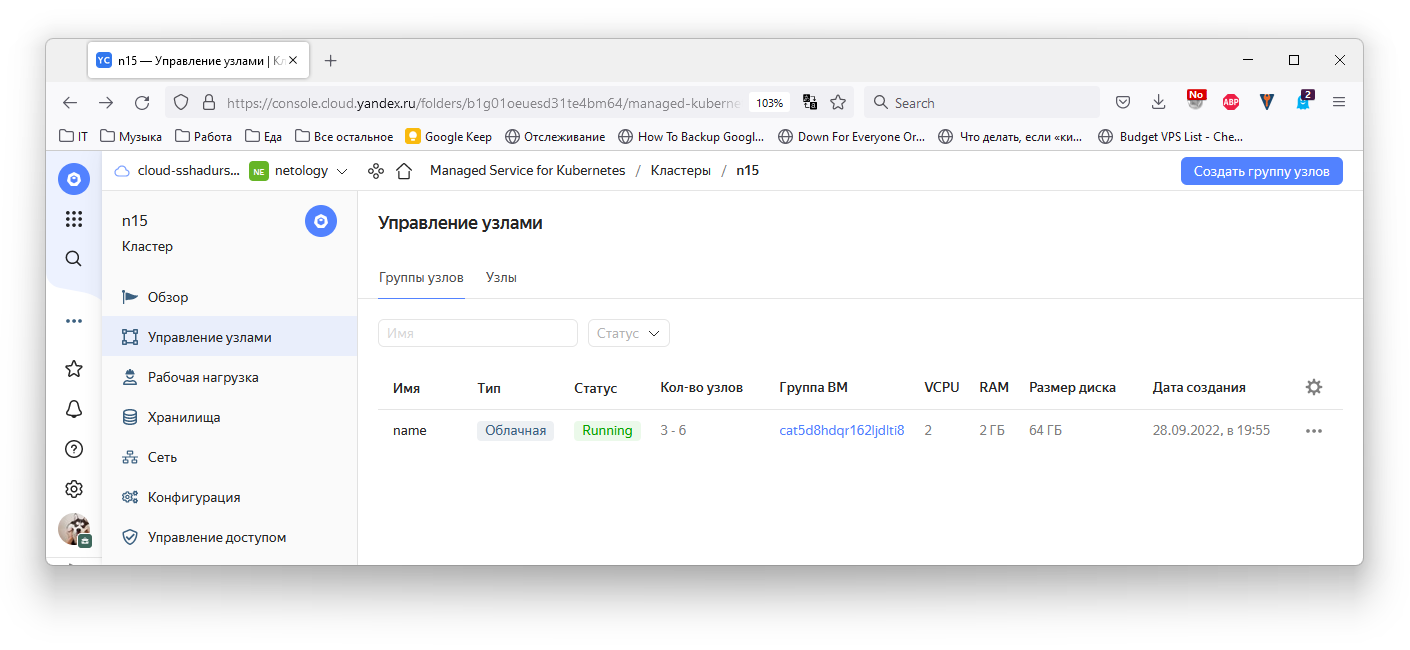 YC n15 — Управление узлами | Кл
https://console.cloud.yandex.ru/folders/b1g01oeuesd31te4bm64/managed-kuberne 103% Search No ABP 2
IT Музыка Работа Еда Все остальное Google Keep Отслеживание How To Backup Googl... Down For Everyone Or... Что делать, если «ки... Budget VPS List - Che...
cloud-sshadurs... NE netology Managed Service for Kubernetes / Кластеры / n15 Создать группу узлов
n15
Кластер
Обзор
Управление узлами
Рабочая нагрузка
Хранилища
Сеть
Конфигурация
Управление доступом
Управление узлами
Группы узлов Узлы
Имя Статус
Имя Тип Статус Кол-во узлов Группа ВМ VCPU RAM Размер диска Дата создания
name Облачная Running 3 - 6 cat5d8hdqr162ljdlti8 2 2 ГБ 64 ГБ 28.09.2022, в 19:55